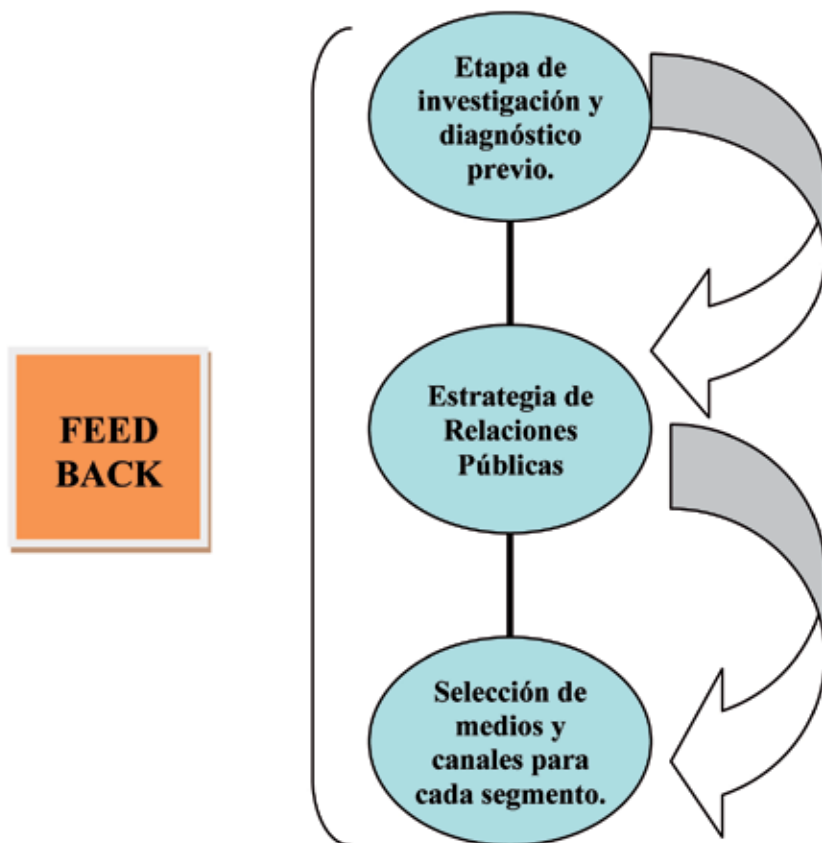 Etapa de
investigación y
diagnóstico
previo.
FEED
BACK
Estrategia de
Relaciones
Públicas
Selección de
medios y
canales para
cada segmento.